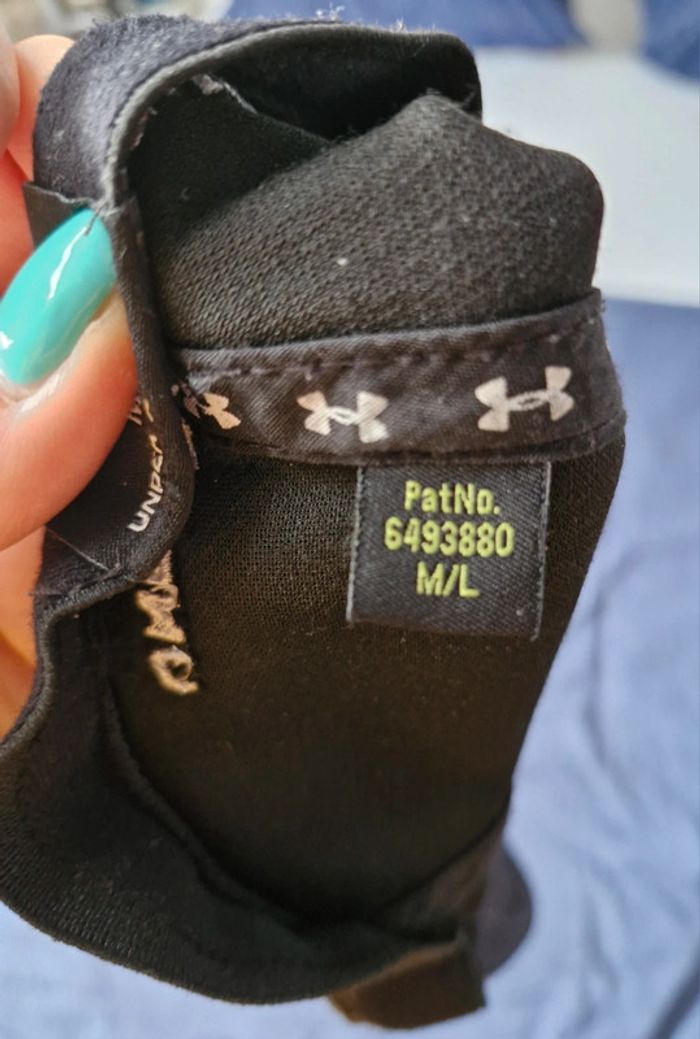 PatNo.
6493880
M/L
UNDER